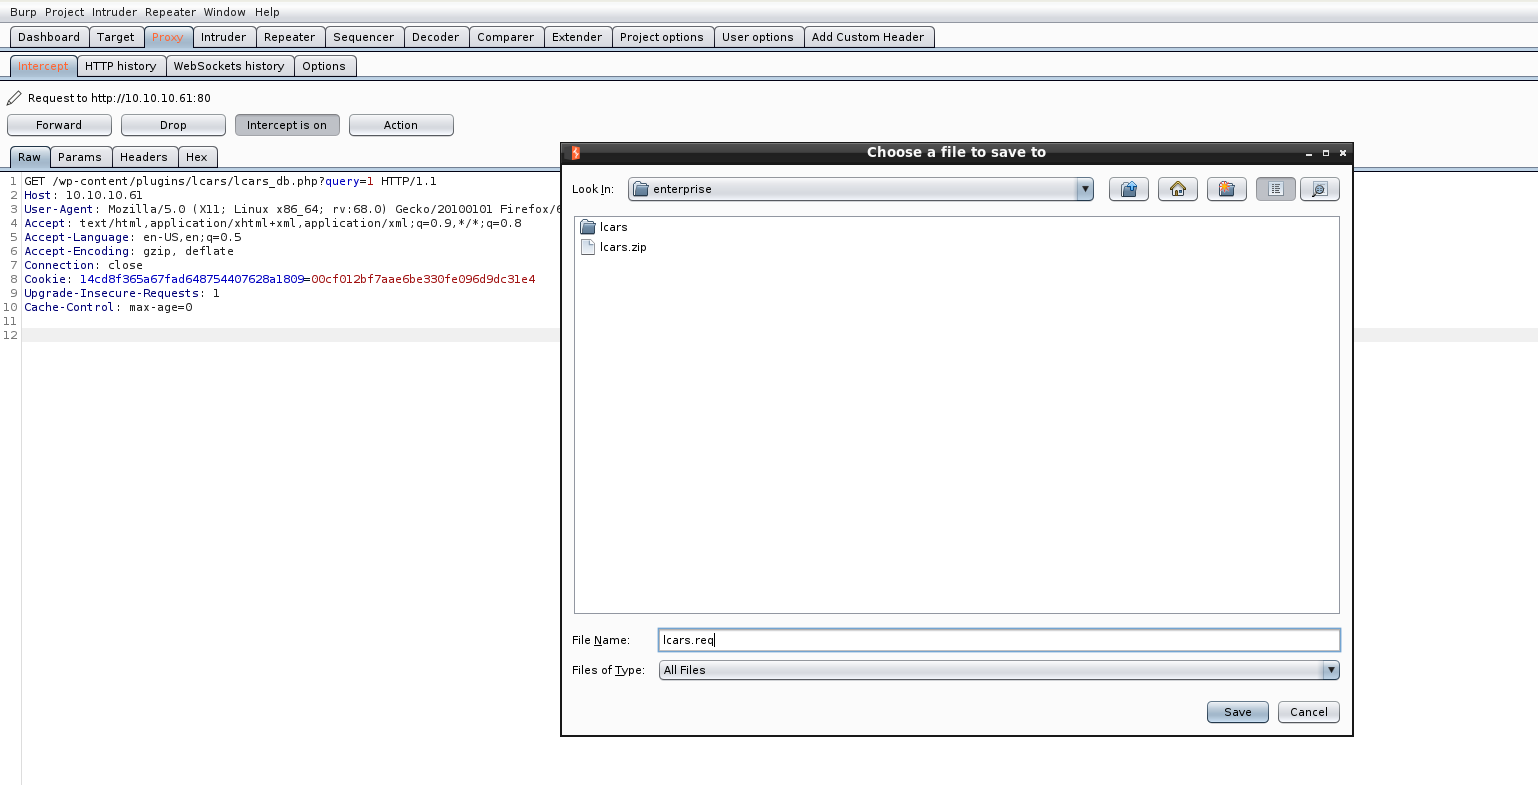 Burp Project Intruder Repeater Window Help
Dashboard Target Proxy Intruder Repeater Sequencer Decoder Comparer Extender Project options User options Add Custom Header
Intercept HTTP history WebSockets history Options
Request to http://10.10.10.61:80
Forward Drop Intercept is on Action
Raw Params Headers Hex
1 GET /wp-content/plugins/lcars/lcars_db.php?query=1 HTTP/1.1
2 Host: 10.10.10.61
3 User-Agent: Mozilla/5.0 (X11; Linux x86_64; rv:68.0) Gecko/20100101 Firefox/6
4 Accept: text/html,application/xhtml+xml,application/xml;q=0.9,*/*;q=0.8
5 Accept-Language: en-US,en;q=0.5
6 Accept-Encoding: gzip, deflate
7 Connection: close
8 Cookie: 14cd8f365a67fad648754407628a1809=00cf012bf7aae6be330fe096d9dc31e4
9 Upgrade-Insecure-Requests: 1
10 Cache-Control: max-age=0
11
12
Choose a file to save to
Look In: enterprise
lcars
lcars.zip
File Name: lcars.req
Files of Type: All Files
Save Cancel